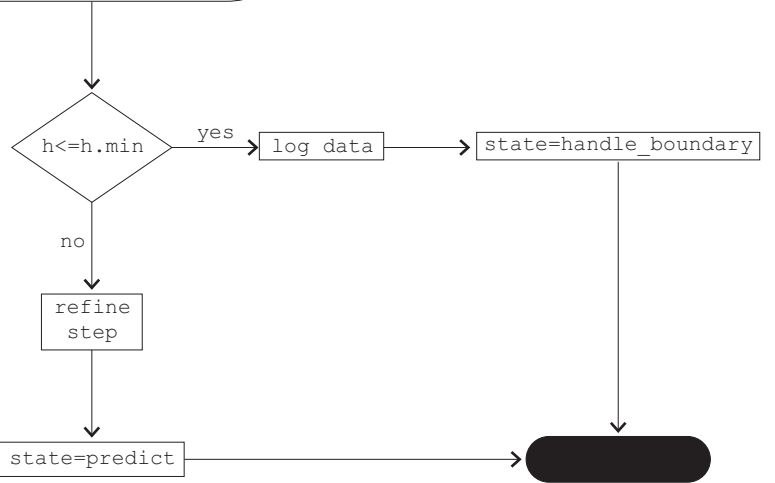 h<=h.min
yes
log data
state=handle_boundary
no
refine
step
state=predict